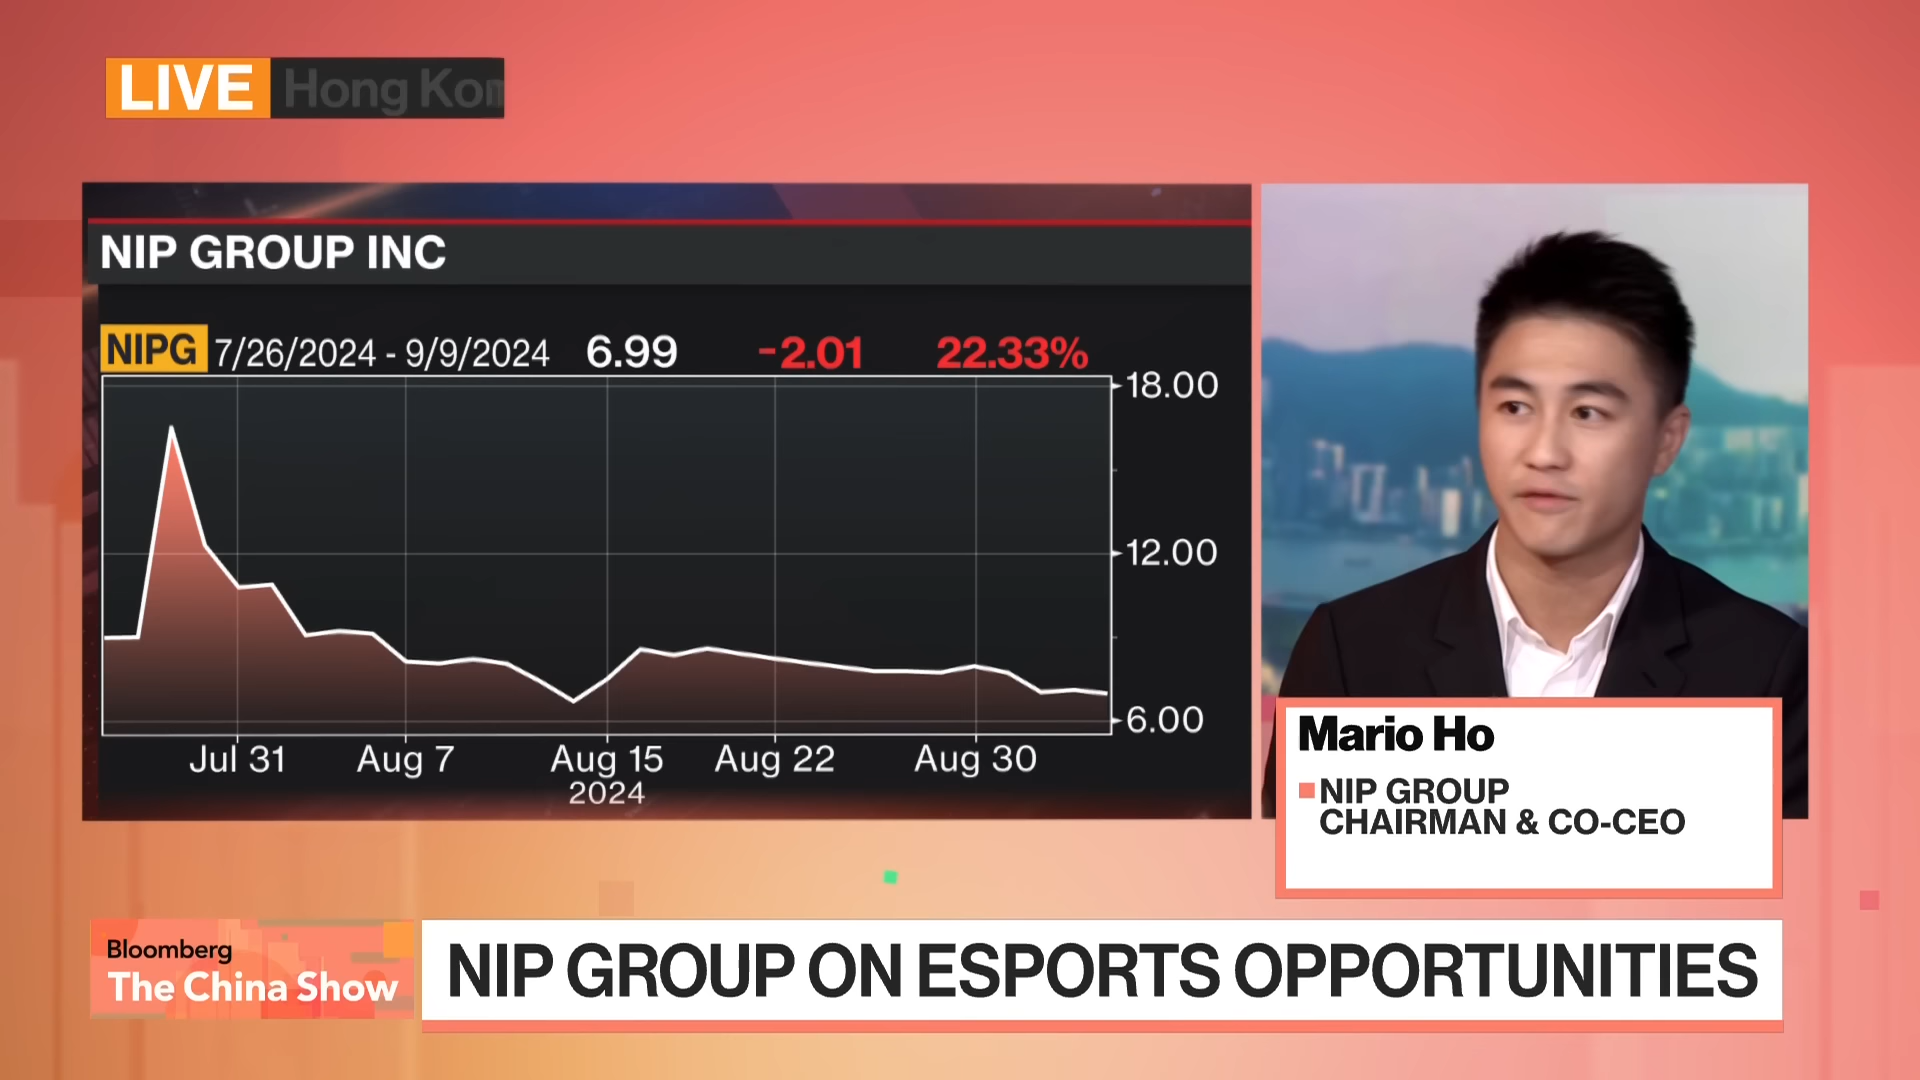 LIVE Hong Kon
NIP GROUP INC
NIPG 7/26/2024 - 9/9/2024 6.99 -2.01 22.33%
18.00
12.00
6.00
Jul 31 Aug 7 Aug 15 Aug 22 Aug 30
2024
Mario Ho
NIP GROUP
CHAIRMAN & CO-CEO
Bloomberg
The China Show
NIP GROUP ON ESPORTS OPPORTUNITIES